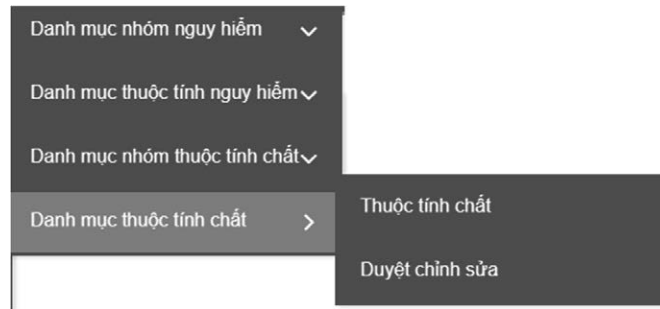 Danh mục nhóm nguy hiểm
Danh mục thuộc tính nguy hiểm
Danh mục nhóm thuộc tính chất
Danh mục thuộc tính chất
Thuộc tính chất
Duyệt chỉnh sửa